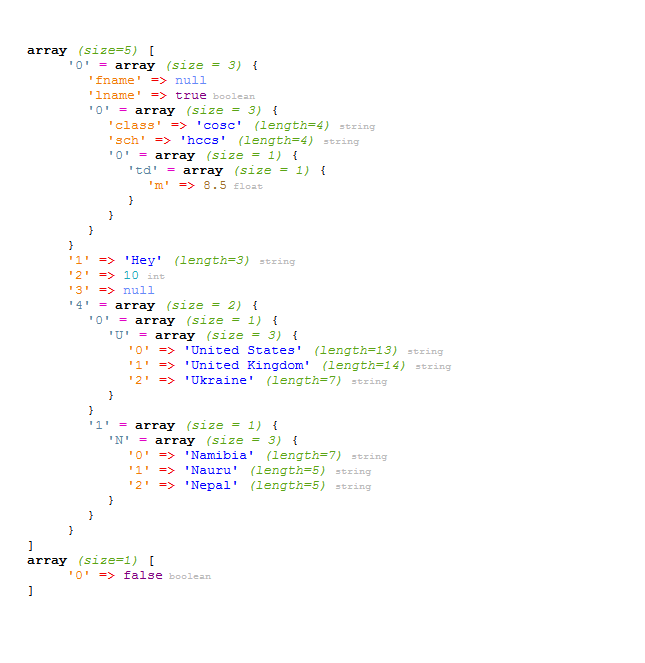 array (size=5) [
'0' = array (size = 3) {
'fname' => null
'lname' => true boolean
'0' = array (size = 3) {
'class' => 'cosc' (length=4) string
'sch' => 'hccs' (length=4) string
'0' = array (size = 1) {
'td' = array (size = 1) {
'm' => 8.5 float
}
}
}
}
'1' => 'Hey' (length=3) string
'2' => 10 int
'3' => null
'4' = array (size = 2) {
'0' = array (size = 1) {
'U' = array (size = 3) {
'0' => 'United States' (length=13) string
'1' => 'United Kingdom' (length=14) string
'2' => 'Ukraine' (length=7) string
}
}
'1' = array (size = 1) {
'N' = array (size = 3) {
'0' => 'Namibia' (length=7) string
'1' => 'Nauru' (length=5) string
'2' => 'Nepal' (length=5) string
}
}
}
]
array (size=1) [
'0' => false boolean
]